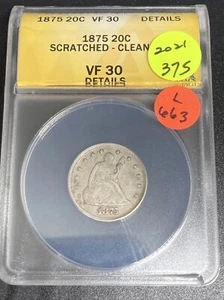 1875 20C VF 30 DETAILS
1875 20C
SCRATCHED - CLEAN
VF 30
DETAILS
2021
375
L
663
1875